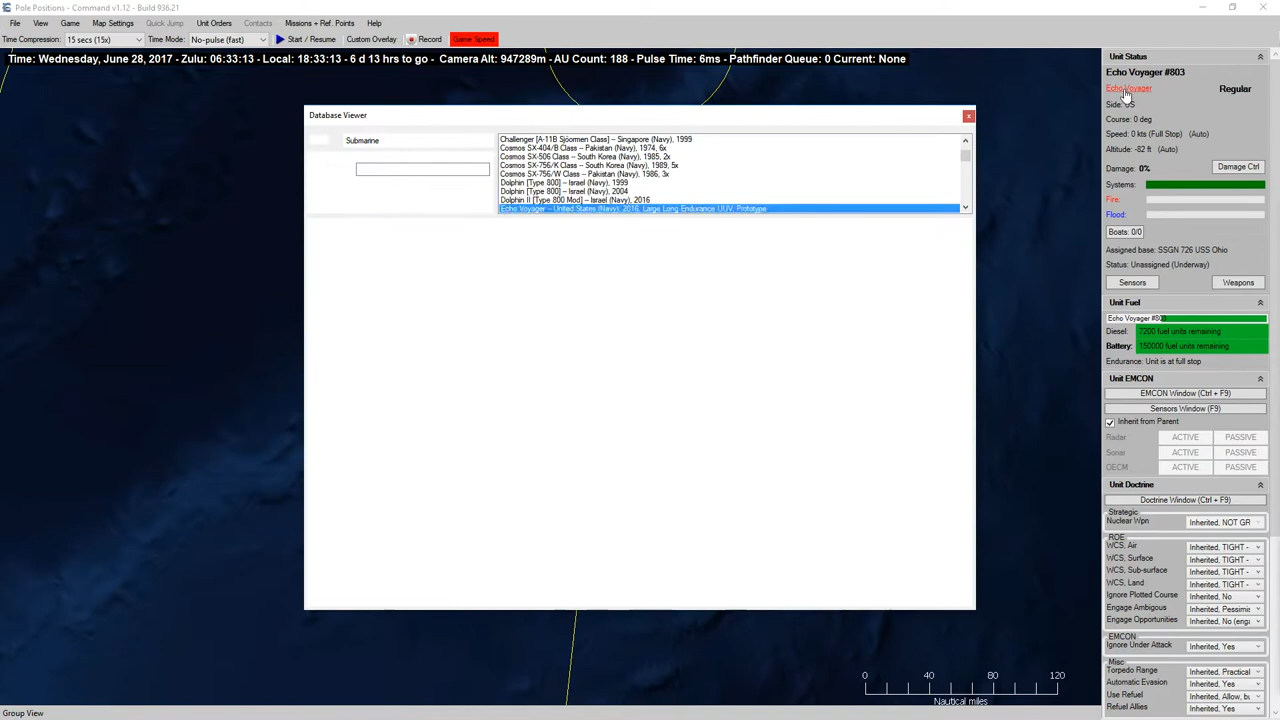 Pole Positions - Command v1.12 - Build 936.21
File View Game Map Settings Quick Jump Unit Orders Contacts Missions + Ref. Points Help
Time Compression: 15 secs (15x) Time Mode: No-pulse (fast) Start / Resume Custom Overlay Record Game Speed
Time: Wednesday, June 28, 2017 - Zulu: 06:33:13 - Local: 18:33:13 - 6 d 13 hrs to go - Camera Alt: 947289m - AU Count: 188 - Pulse Time: 6ms - Pathfinder Queue: 0 Current: None
Database Viewer
Submarine
Challenger [A-11B Sjöormen Class] -- Singapore (Navy), 1999
Cosmos SX-404/B Class -- Pakistan (Navy), 1974, 6x
Cosmos SX-506 Class -- South Korea (Navy), 1985, 2x
Cosmos SX-756/K Class -- South Korea (Navy), 1989, 5x
Cosmos SX-756/W Class -- Pakistan (Navy), 1986, 3x
Dolphin [Type 800] -- Israel (Navy), 1999
Dolphin [Type 800] -- Israel (Navy), 2004
Dolphin II [Type 800 Mod] -- Israel (Navy), 2016
Echo Voyager -- United States (Navy), 2016, Large Long Endurance UUV, Prototype
Unit Status
Echo Voyager #803
Echo Voyager Regular
Side: US
Course: 0 deg
Speed: 0 kts (Full Stop) (Auto)
Altitude: -82 ft (Auto)
Damage: 0% Damage Ctrl
Systems:
Fire:
Flood:
Boats: 0/0
Assigned base: SSGN 726 USS Ohio
Status: Unassigned (Underway)
Sensors Weapons
Unit Fuel
Echo Voyager #803
Diesel: 7200 fuel units remaining
Battery: 150000 fuel units remaining
Endurance: Unit is at full stop
Unit EMCON
EMCON Window (Ctrl + F9)
Sensors Window (F9)
Inherit from Parent
Radar ACTIVE PASSIVE
Sonar ACTIVE PASSIVE
OECM ACTIVE PASSIVE
Unit Doctrine
Doctrine Window (Ctrl + F9)
Strategic
Nuclear Wpn Inherited, NOT GR
ROE
WCS, Air Inherited, TIGHT -
WCS, Surface Inherited, TIGHT -
WCS, Sub-surface Inherited, TIGHT -
WCS, Land Inherited, TIGHT -
Ignore Plotted Course Inherited, No
Engage Ambiguous Inherited, Pessimis
Engage Opportunities Inherited, No (enga
EMCON
Ignore Under Attack Inherited, Yes
Misc
Torpedo Range Inherited, Practical
Automatic Evasion Inherited, Yes
Use Refuel Inherited, Allow, bu
Refuel Allies Inherited, Yes
0 40 80 120
Nautical miles
Group View